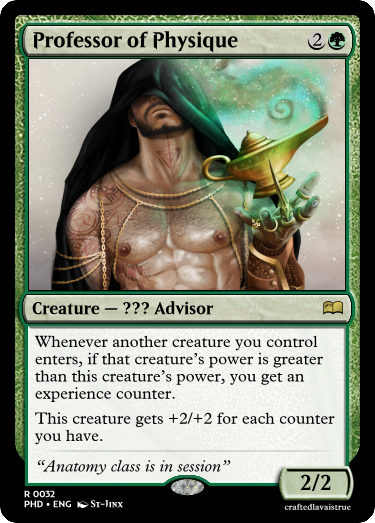 Professor of Physique 2
Creature — ??? Advisor
Whenever another creature you control
enters, if that creature's power is greater
than this creature's power, you get an
experience counter.
This creature gets +2/+2 for each counter
you have.
“Anatomy class is in session”
2/2
R 0032
PHD • ENG St-Jinx
craftedlavaistrue